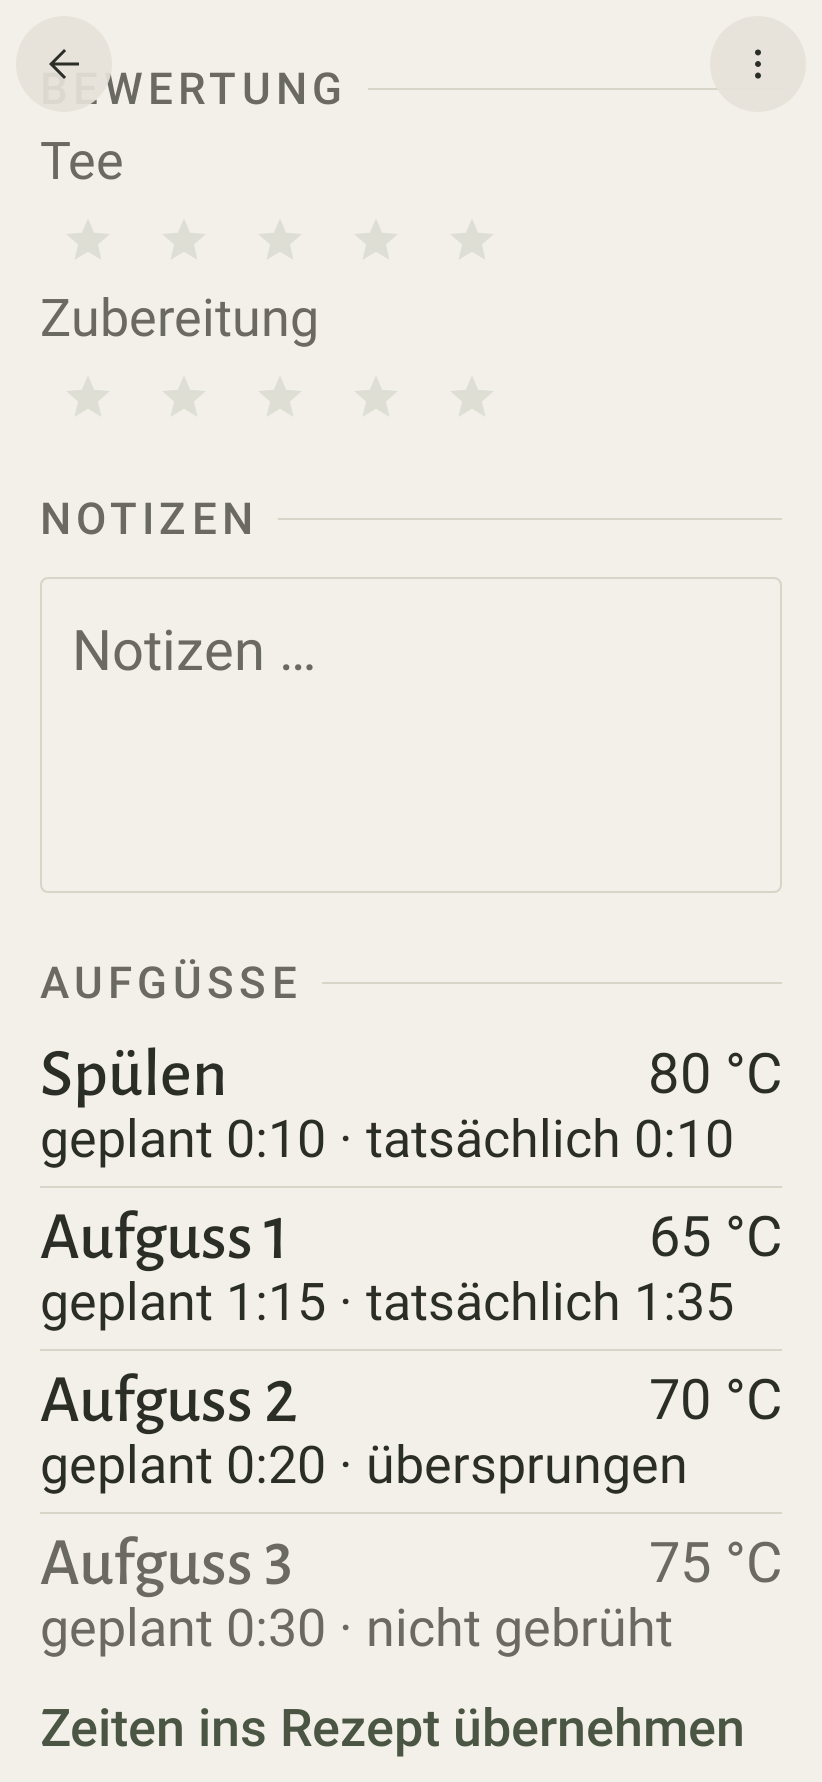 BEWERTUNG
Tee
Zubereitung
NOTIZEN
Notizen ...
AUFGÜSSE
Spülen 80 °C
geplant 0:10 · tatsächlich 0:10
Aufguss 1 65 °C
geplant 1:15 · tatsächlich 1:35
Aufguss 2 70 °C
geplant 0:20 · übersprungen
Aufguss 3 75 °C
geplant 0:30 · nicht gebrüht
Zeiten ins Rezept übernehmen